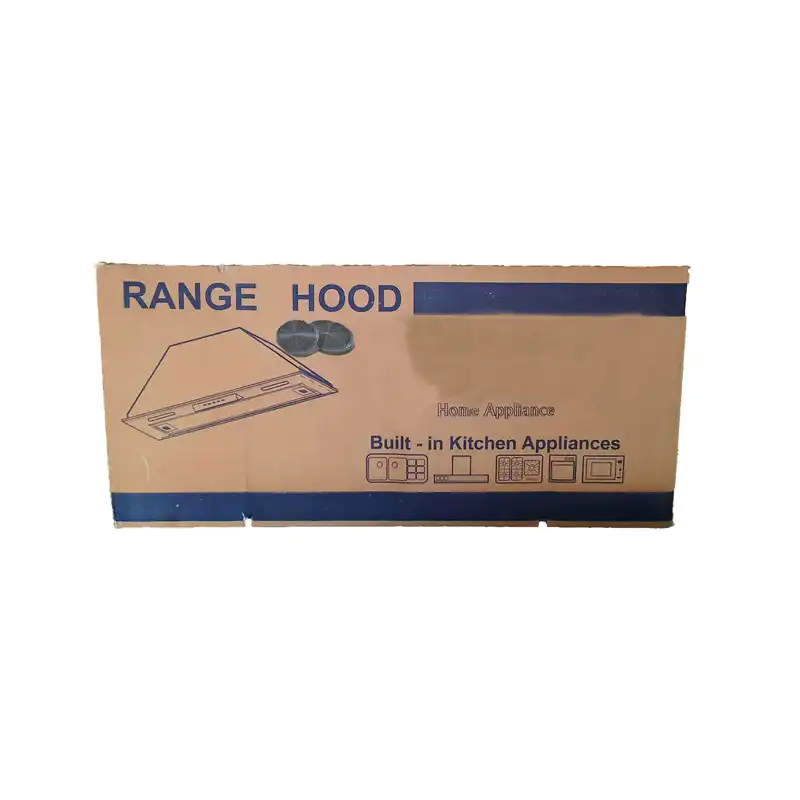 RANGE HOOD
Home Appliance
Built - in Kitchen Appliances